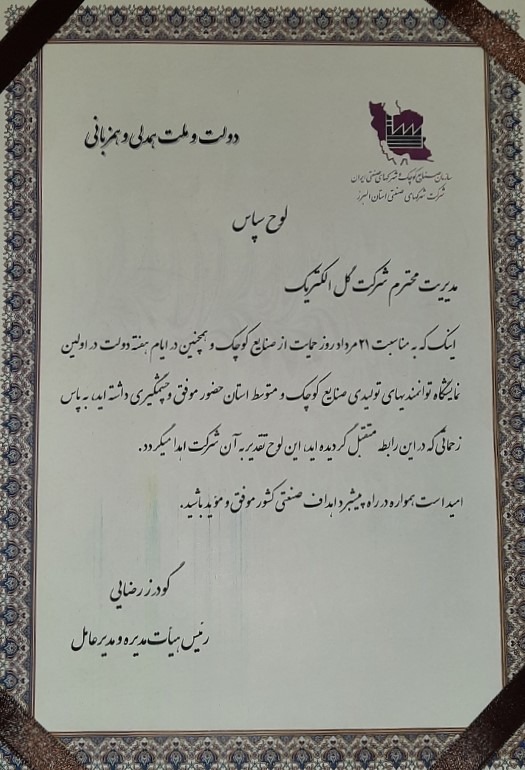 دولت و ملت همدلی و همزبانی
سازمان صنایع کوچک و شهرکهای صنعتی ایران
شرکت شهرکهای صنعتی استان البرز
لوح سپاس
مدیریت محترم شرکت گل الکتریک
اینک که به مناسبت ۲۱ مرداد روز حمایت از صنایع کوچک و همچنین در ایام هفته دولت در اولین
نمایشگاه توانمندیهای تولیدی صنایع کوچک و متوسط استان حضور موفق و چشمگیری داشته اید، به پاس
زحماتی که در این رابطه متقبل گردیده اید، این لوح تقدیر به آن شرکت اهدا میگردد.
امید است همواره در راه پیشبرد اهداف صنعتی کشور موفق و مؤید باشید.
گودرز رضایی
رئیس هیأت مدیره و مدیرعامل